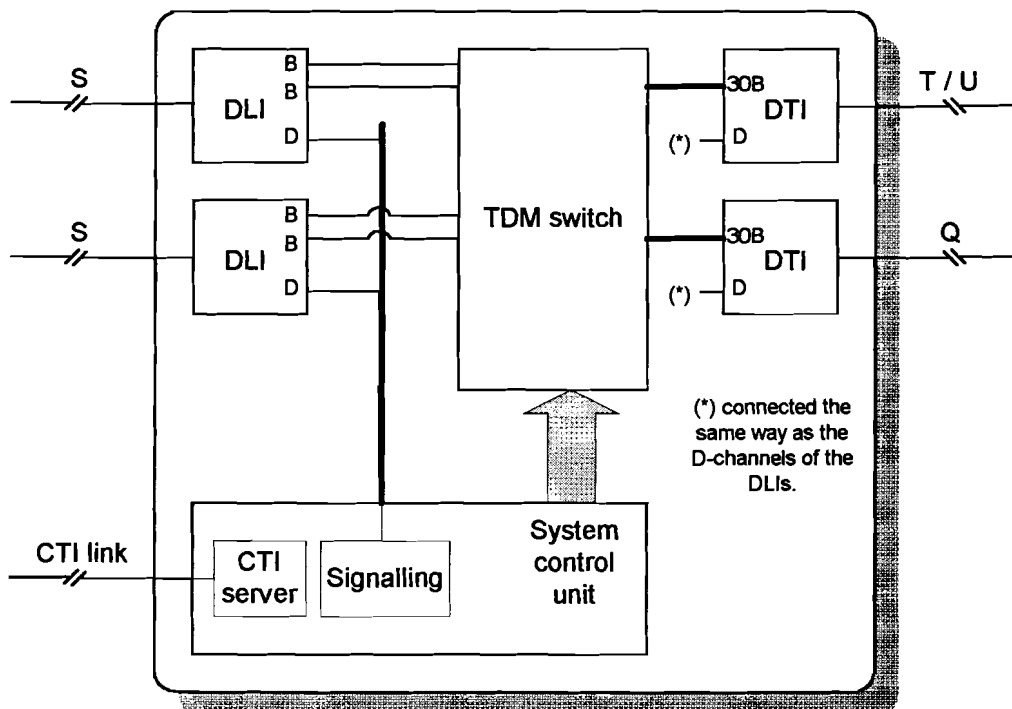 S
DLI
B
B
D
S
DLI
B
B
D
TDM switch
30B
DTI
(*)
D
T / U
30B
DTI
(*)
D
Q
(*) connected the
same way as the
D-channels of the
DLIs.
CTI link
CTI
server
Signalling
System
control
unit